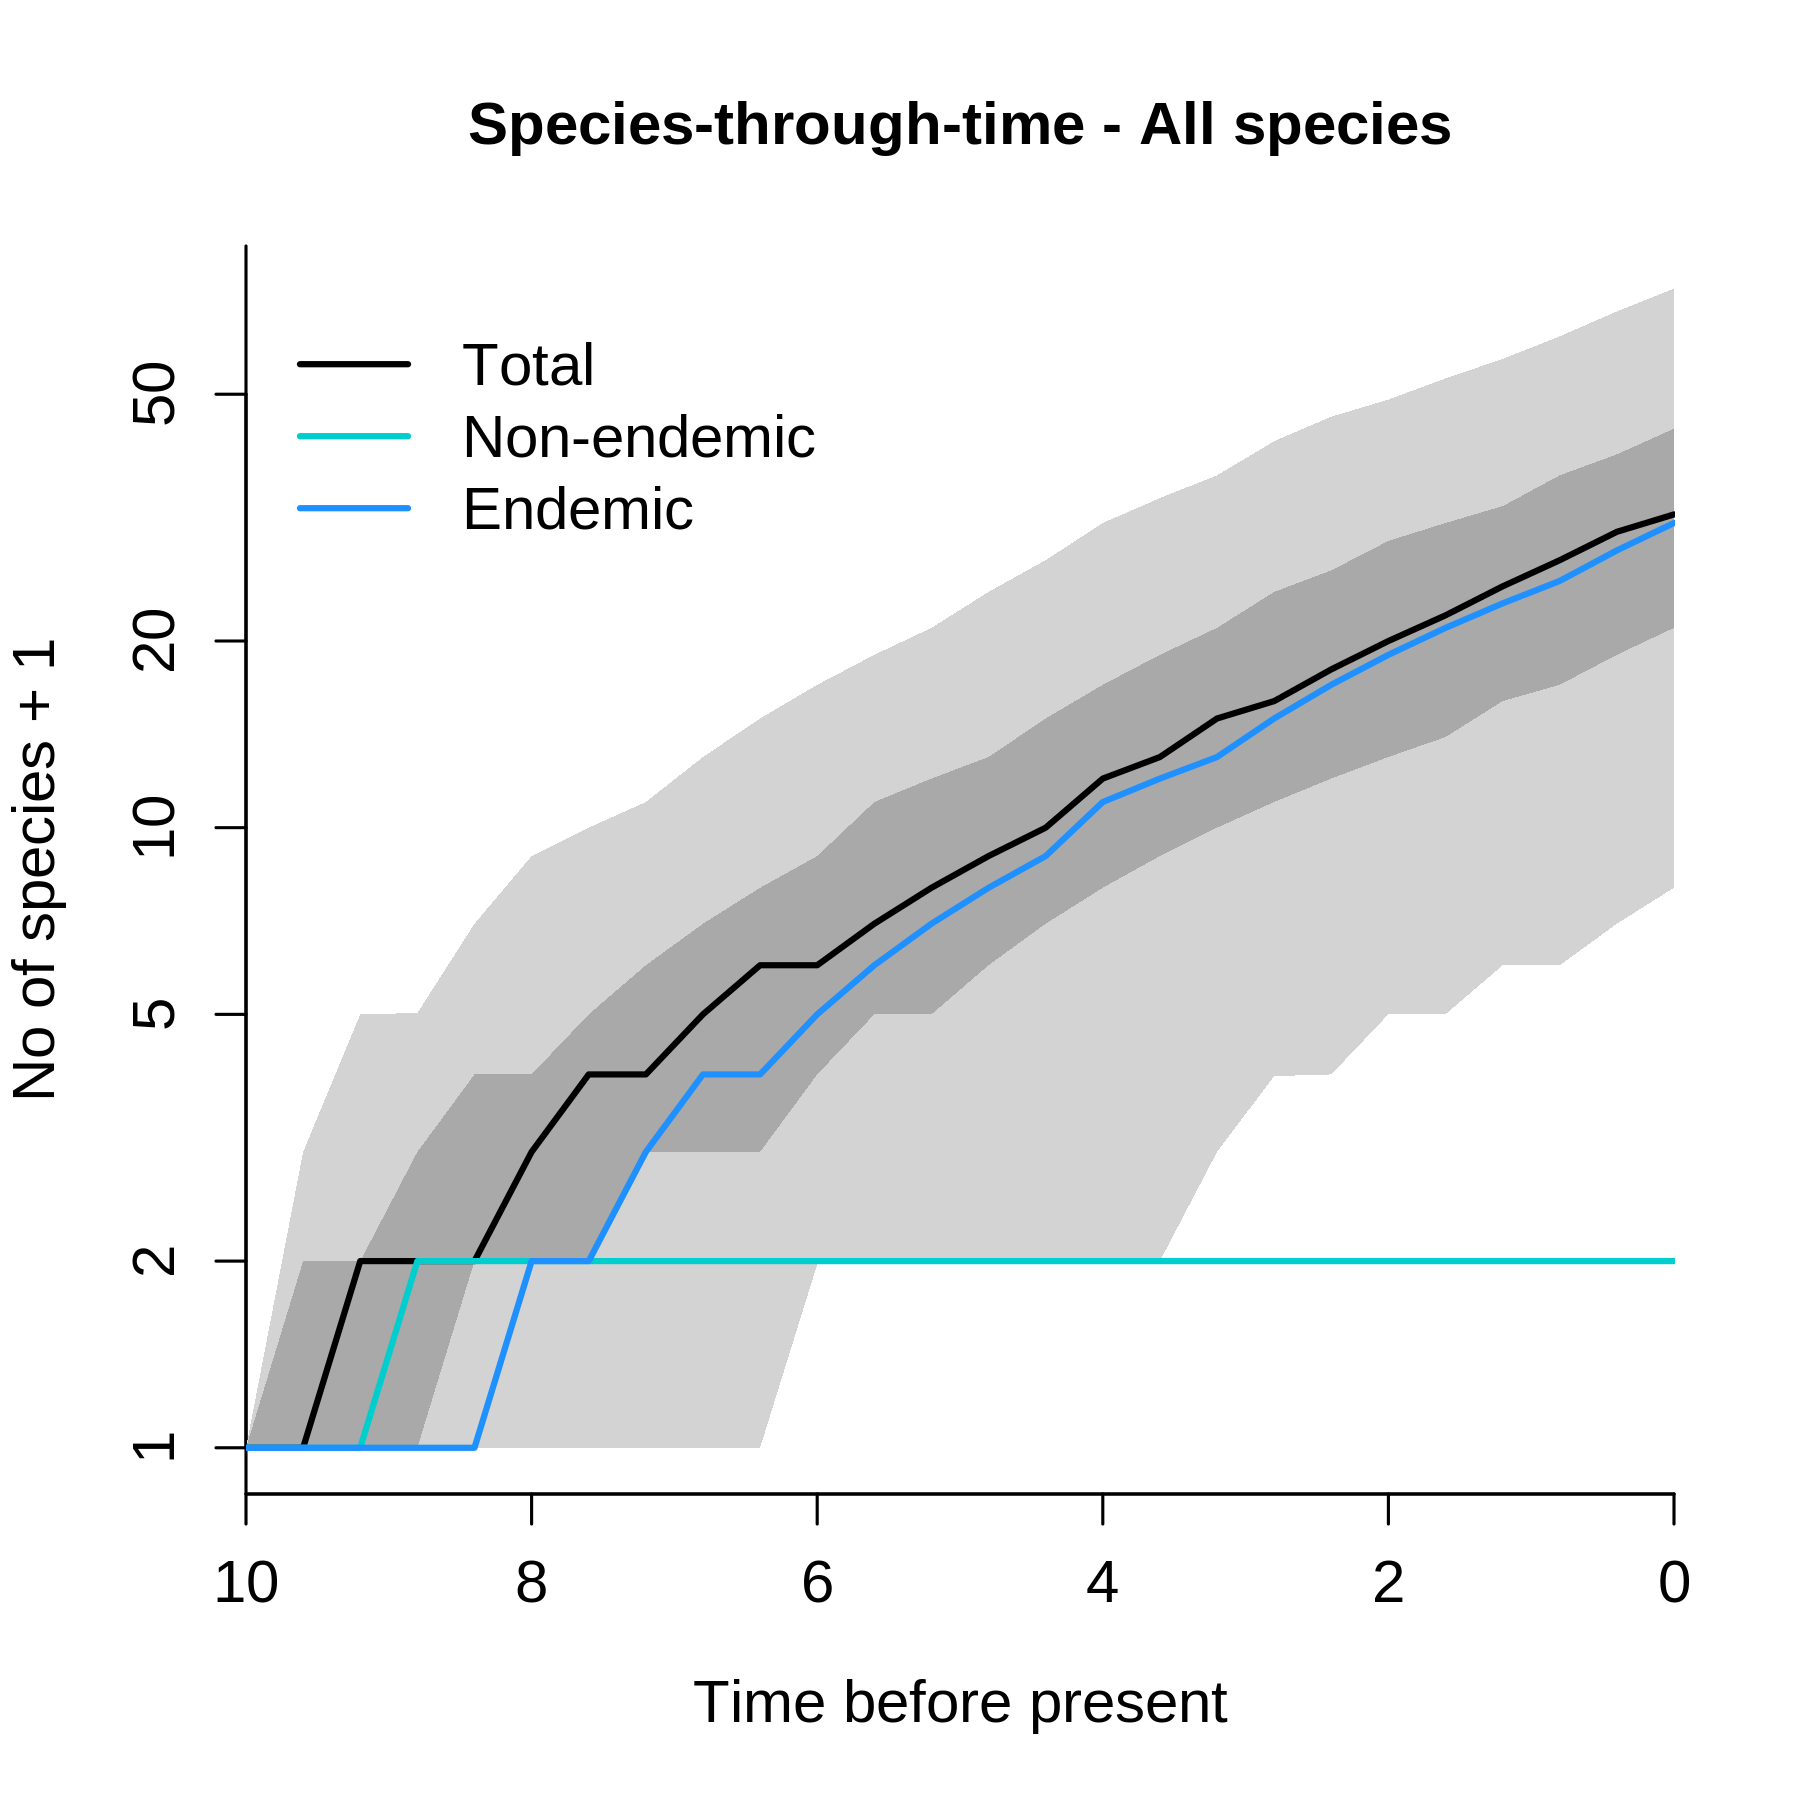 Species-through-time - All species
Total
Non-endemic
Endemic
No of species + 1
50
20
10
5
2
1
10 8 6 4 2 0
Time before present